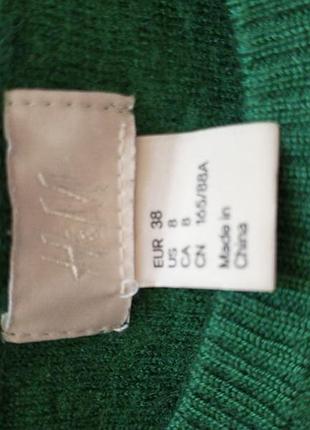 H&M
EUR 38
US 8
CA 8
CN 165/88A
Made in
China